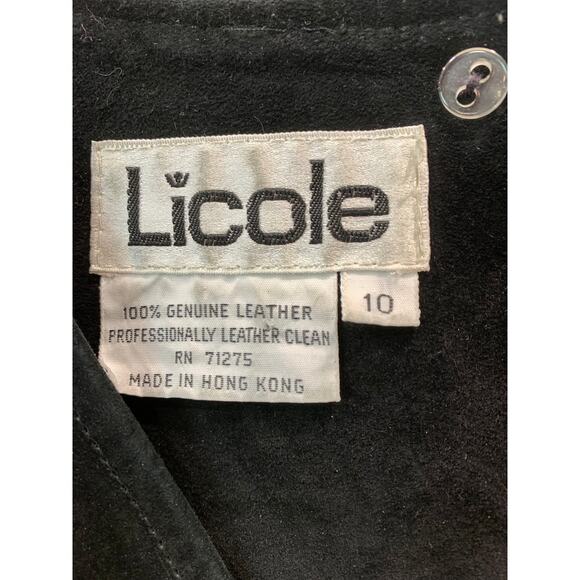 Licole
10
100% GENUINE LEATHER
PROFESSIONALLY LEATHER CLEAN
RN 71275
MADE IN HONG KONG